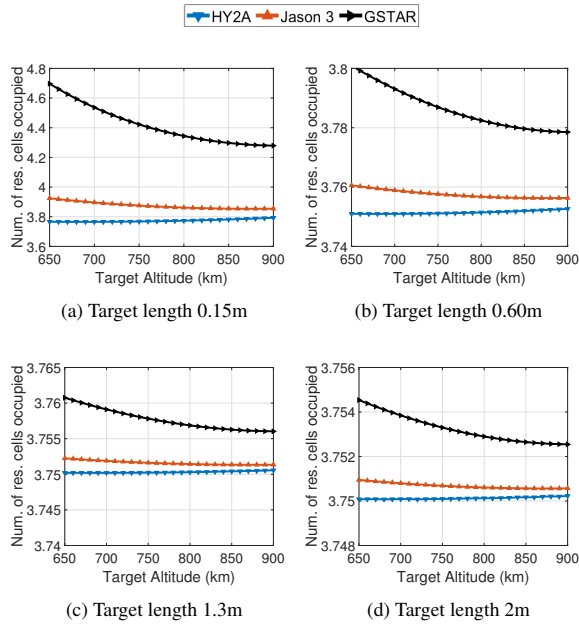 HY2A Jason 3 GSTAR
4.8
4.6
4.4
4.2
4
3.8
3.6
Num. of res. cells occupied
650 700 750 800 850 900
Target Altitude (km)
(a) Target length 0.15m
3.8
3.78
3.76
3.74
Num. of res. cells occupied
650 700 750 800 850 900
Target Altitude (km)
(b) Target length 0.60m
3.765
3.76
3.755
3.75
3.745
3.74
Num. of res. cells occupied
650 700 750 800 850 900
Target Altitude (km)
(c) Target length 1.3m
3.756
3.754
3.752
3.75
3.748
Num. of res. cells occupied
650 700 750 800 850 900
Target Altitude (km)
(d) Target length 2m